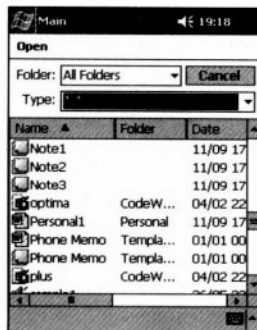 Main 19:18
Open
Folder: All Folders Cancel
Type:
Name Folder Date
Note1 11/09 17
Note2 11/09 17
Note3 11/09 17
optima CodeW... 04/02 22
Personal1 Personal 11/09 17
Phone Memo Templa... 01/01 00
Phone Memo Templa... 01/01 00
plus CodeW... 04/02 22